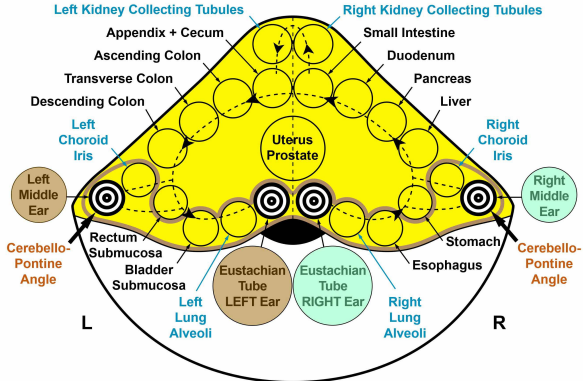 Left Kidney Collecting Tubules
Right Kidney Collecting Tubules
Appendix + Cecum
Small Intestine
Ascending Colon
Duodenum
Transverse Colon
Pancreas
Descending Colon
Liver
Left
Choroid
Iris
Uterus
Prostate
Right
Choroid
Iris
Left
Middle
Ear
Right
Middle
Ear
Cerebello-
Pontine
Angle
Rectum
Submucosa
Bladder
Submucosa
Eustachian
Tube
LEFT Ear
Eustachian
Tube
RIGHT Ear
Stomach
Esophagus
Cerebello-
Pontine
Angle
Left
Lung
Alveoli
Right
Lung
Alveoli
L
R